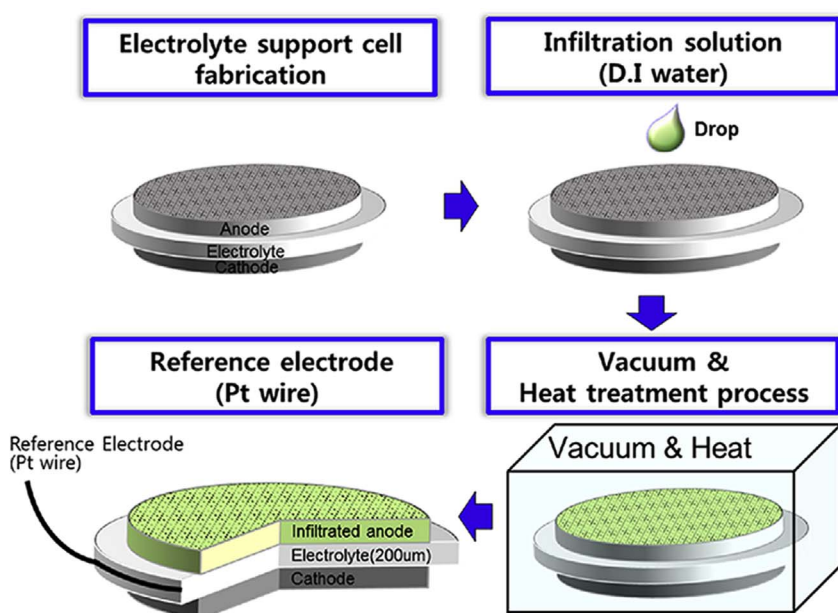 Electrolyte support cell
fabrication
Infiltration solution
(D.I water)
Drop
Anode
Electrolyte
Cathode
Vacuum &
Heat treatment process
Vacuum & Heat
Reference electrode
(Pt wire)
Reference Electrode
(Pt wire)
Infiltrated anode
Electrolyte(200um)
Cathode